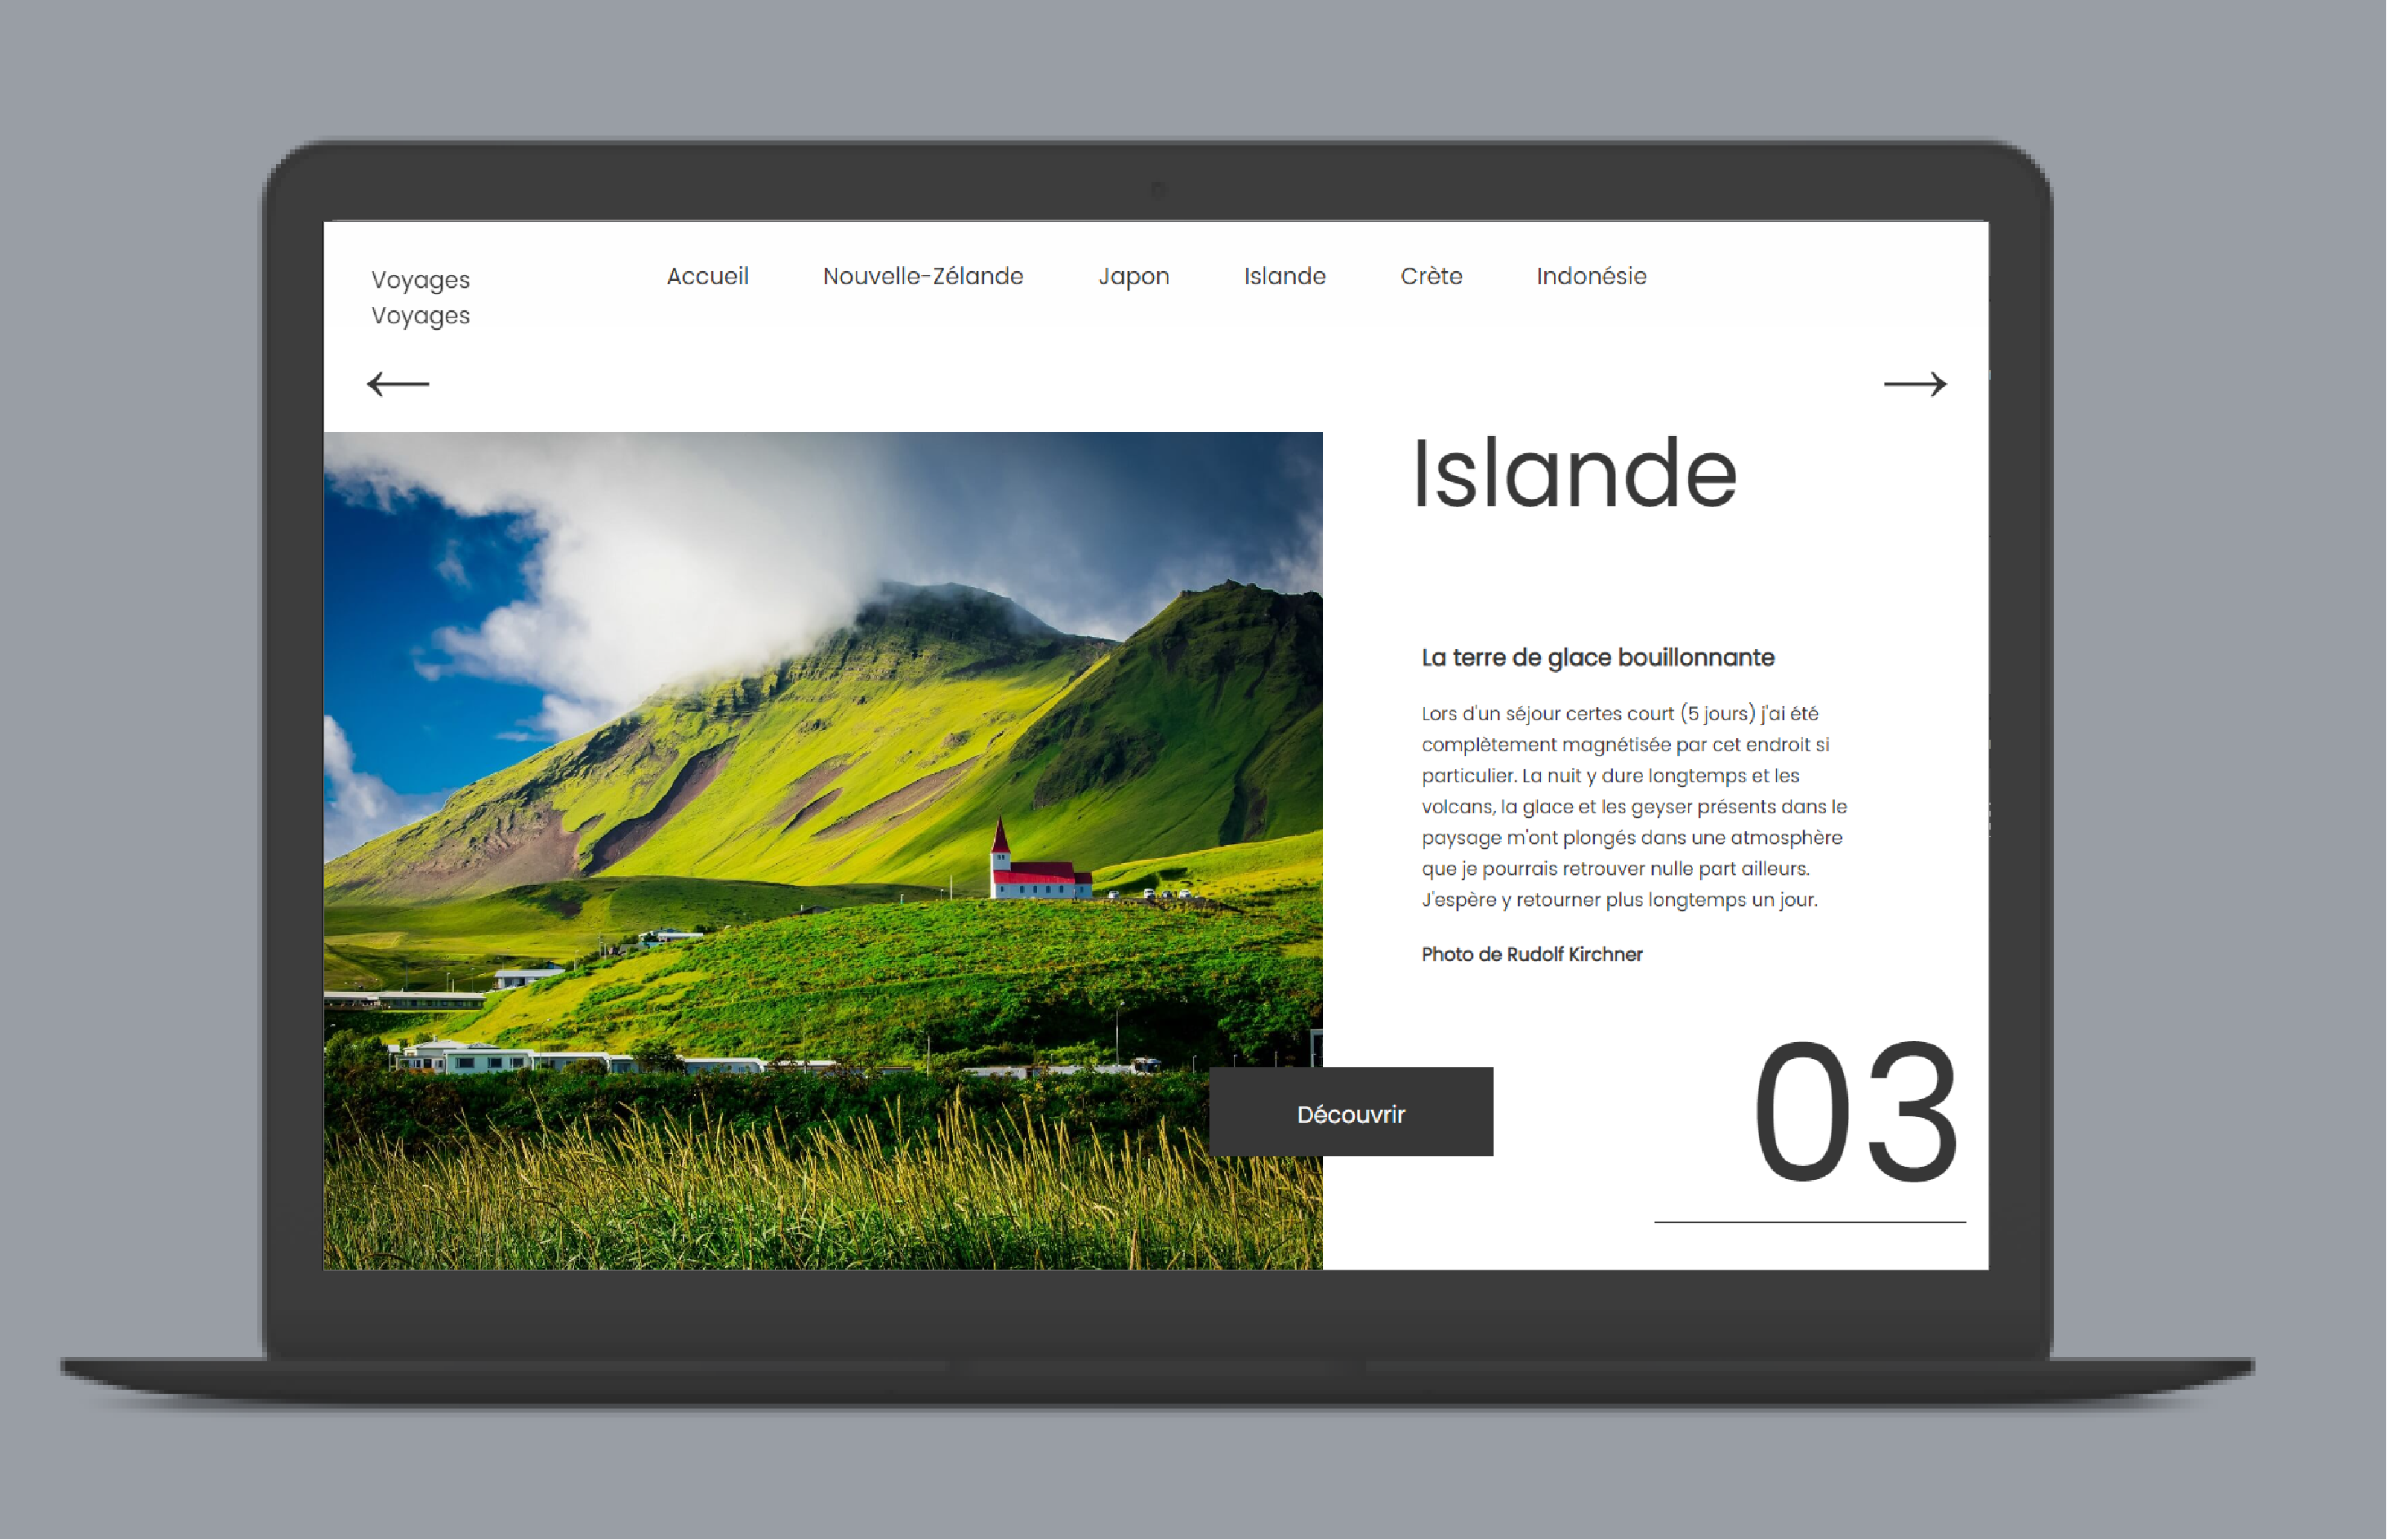 Voyages
Voyages
Accueil Nouvelle-Zélande Japon Islande Crète Indonésie
Islande
La terre de glace bouillonnante
Lors d'un séjour certes court (5 jours) j'ai été
complètement magnétisée par cet endroit si
particulier. La nuit y dure longtemps et les
volcans, la glace et les geyser présents dans le
paysage m'ont plongés dans une atmosphère
que je pourrais retrouver nulle part ailleurs.
J'espère y retourner plus longtemps un jour.
Photo de Rudolf Kirchner
Découvrir
03